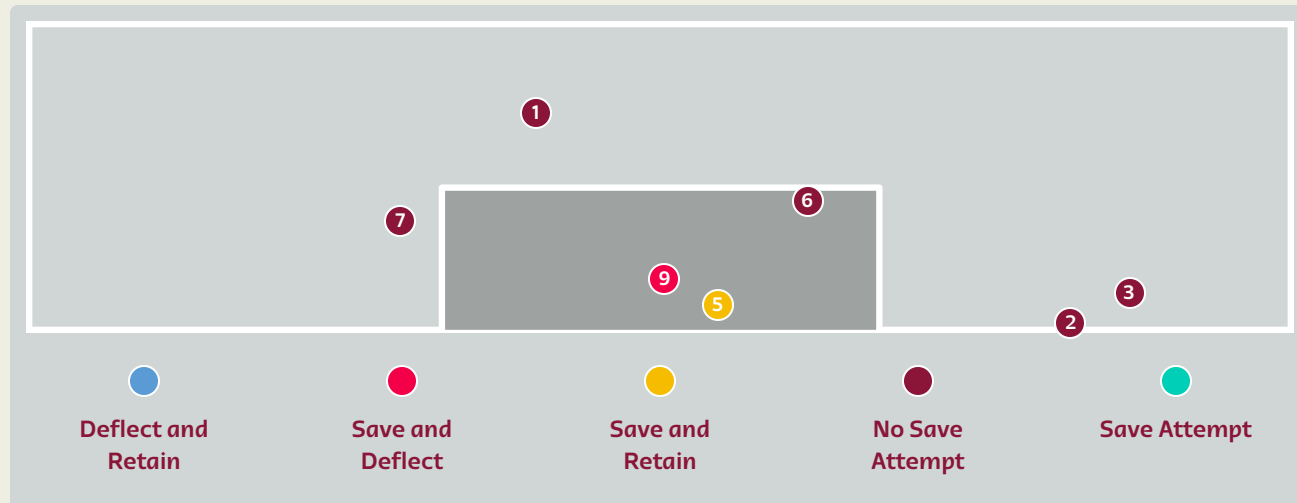 1
6
7
9
5
3
2
Deflect and
Retain
Save and
Deflect
Save and
Retain
No Save
Attempt
Save Attempt